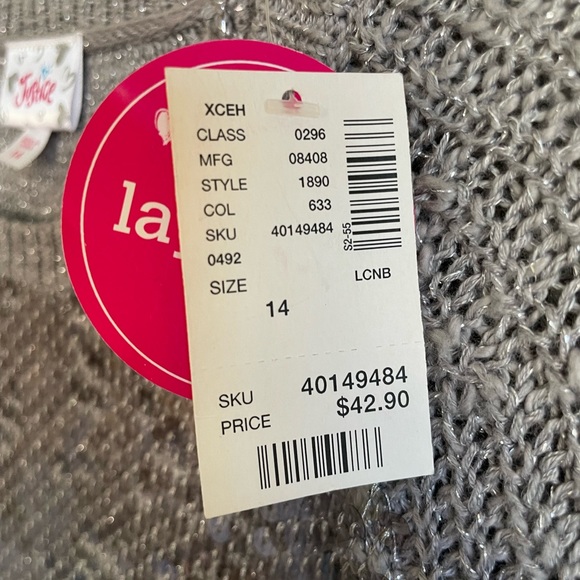 Justice
la
XCEH
CLASS 0296
MFG 08408
STYLE 1890
COL 633
SKU 40149484
0492
SIZE
14
S2-55
LCNB
SKU 40149484
PRICE $42.90